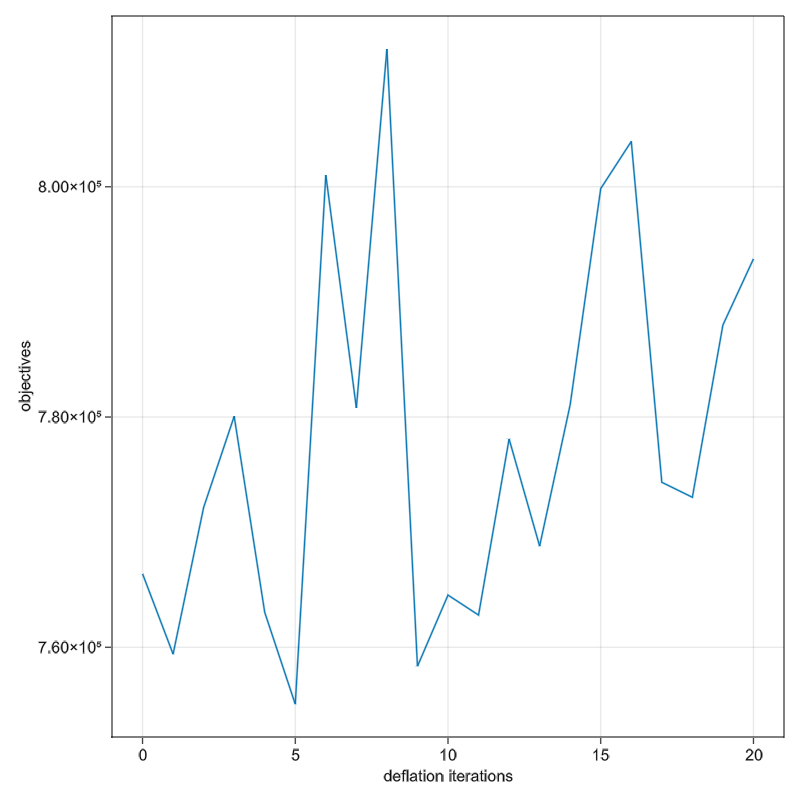 8.00×10⁵
7.80×10⁵
7.60×10⁵
objectives
0 5 10 15 20
deflation iterations